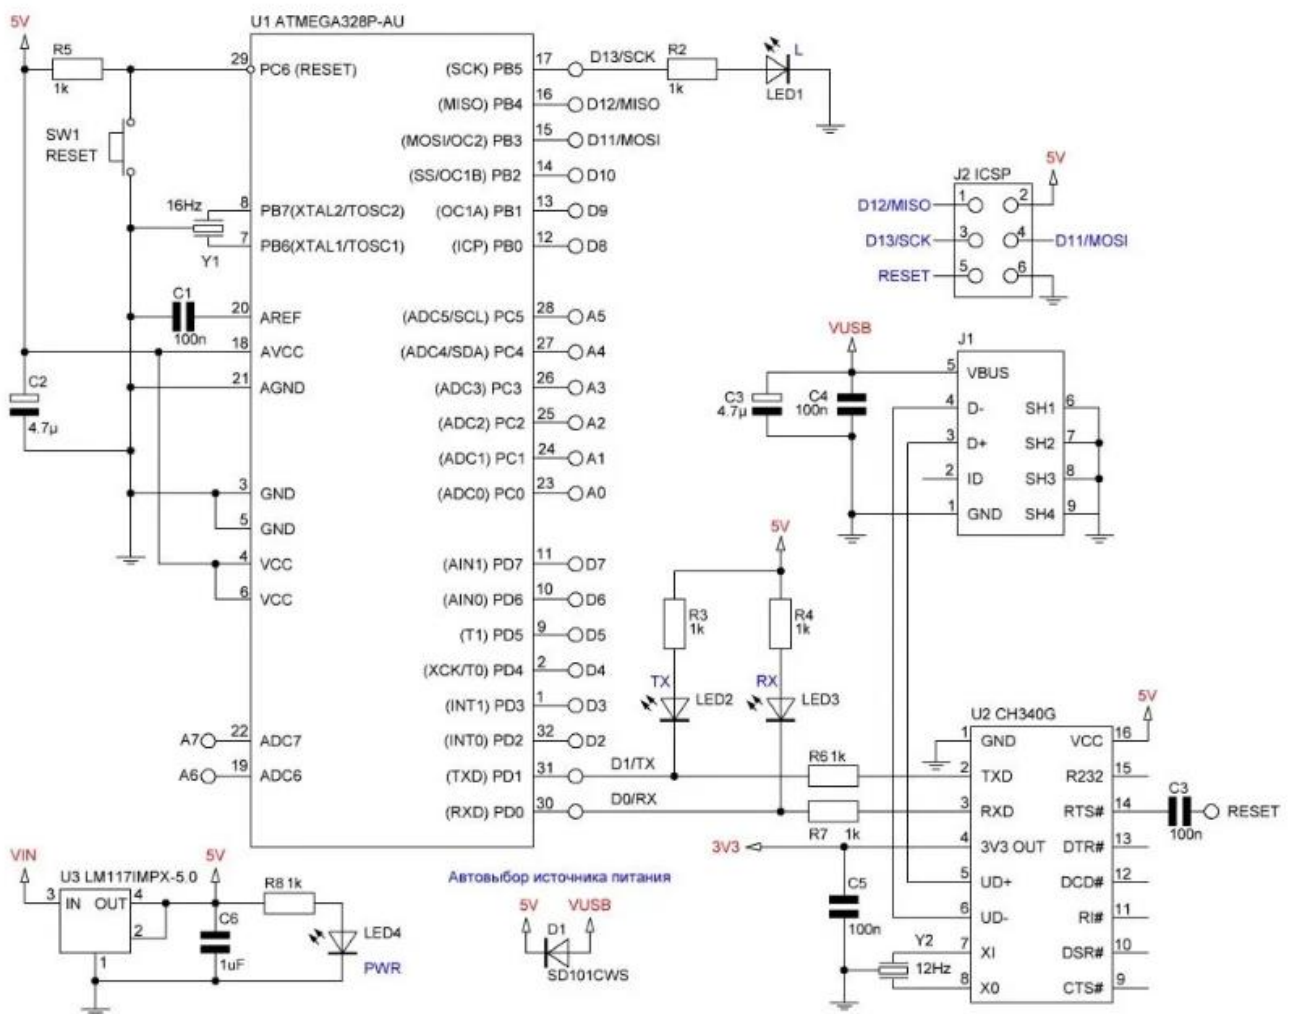 U1 ATMEGA328P-AU
5V
R5
1k
SW1
RESET
16Hz
Y1
C1
100n
C2
4.7µ
29 PC6 (RESET)
8 PB7(XTAL2/TOSC2)
7 PB6(XTAL1/TOSC1)
20 AREF
18 AVCC
21 AGND
3 GND
5 GND
4 VCC
6 VCC
A7 22 ADC7
A6 19 ADC6
(SCK) PB5 17 D13/SCK
(MISO) PB4 16 D12/MISO
(MOSI/OC2) PB3 15 D11/MOSI
(SS/OC1B) PB2 14 D10
(OC1A) PB1 13 D9
(ICP) PB0 12 D8
(ADC5/SCL) PC5 28 A5
(ADC4/SDA) PC4 27 A4
(ADC3) PC3 26 A3
(ADC2) PC2 25 A2
(ADC1) PC1 24 A1
(ADC0) PC0 23 A0
(AIN1) PD7 11 D7
(AIN0) PD6 10 D6
(T1) PD5 9 D5
(XCK/T0) PD4 2 D4
(INT1) PD3 1 D3
(INT0) PD2 32 D2
(TXD) PD1 31 D1/TX
(RXD) PD0 30 D0/RX
R2
1k
L
LED1
J2 ICSP
5V
D12/MISO 1 2
D13/SCK 3 4 D11/MOSI
RESET 5 6
VUSB
C3
4.7µ
C4
100n
J1
5 VBUS
4 D- SH1 6
3 D+ SH2 7
2 ID SH3 8
1 GND SH4 9
5V
R3
1k
R4
1k
TX LED2
RX LED3
R6 1k
R7 1k
3V3
C5
100n
Y2
12Hz
U2 CH340G
5V
1 GND VCC 16
2 TXD R232 15
3 RXD RTS# 14
4 3V3 OUT DTR# 13
5 UD+ DCD# 12
6 UD- RI# 11
7 XI DSR# 10
8 X0 CTS# 9
C3
100n
RESET
VIN
U3 LM117IMPX-5.0
3 IN OUT 4
2
1
5V
R8 1k
C6
1uF
LED4
PWR
Автовыбор источника питания
5V VUSB
D1
SD101CWS